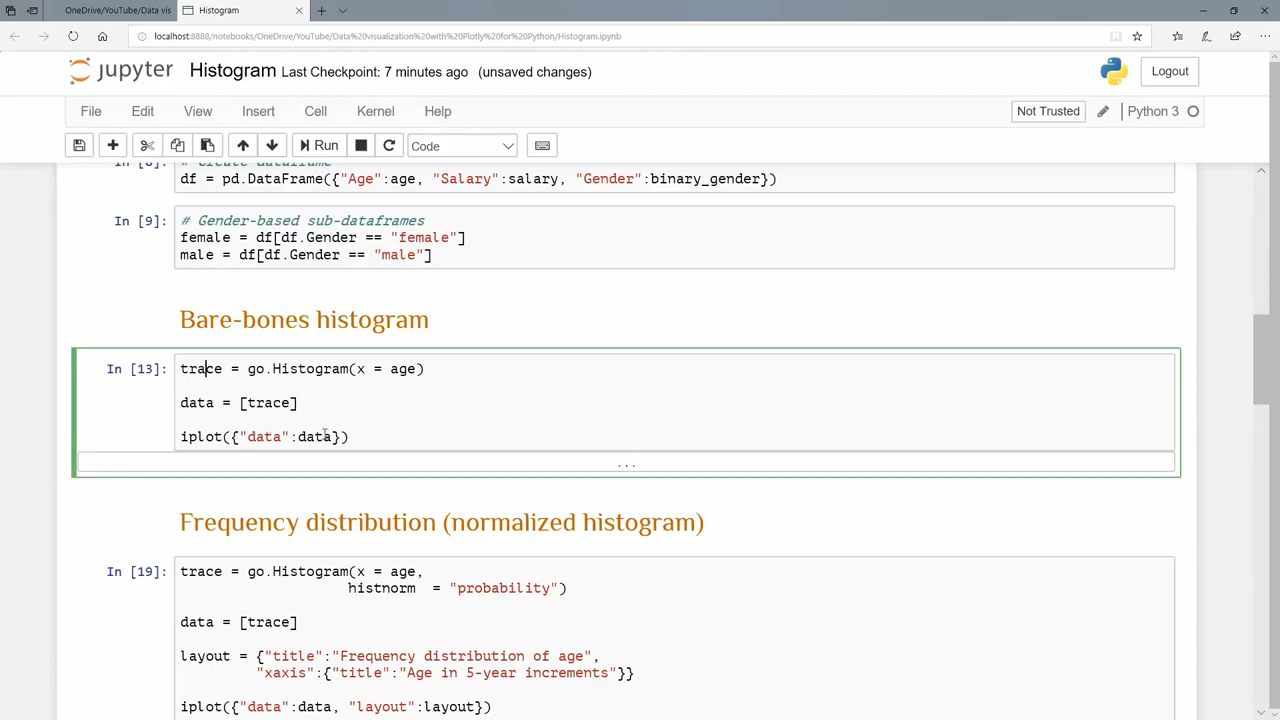 OneDrive/YouTube/Data vis
Histogram
localhost:8888/notebooks/OneDrive/YouTube/Data%20visualization%20with%20Plotly%20for%20Python/Histogram.ipynb
jupyter Histogram Last Checkpoint: 7 minutes ago (unsaved changes)
Logout
File Edit View Insert Cell Kernel Help
Not Trusted
Python 3
Run
Code
In [8]: # Create dataframe
df = pd.DataFrame({"Age":age, "Salary":salary, "Gender":binary_gender})
In [9]: # Gender-based sub-dataframes
female = df[df.Gender == "female"]
male = df[df.Gender == "male"]
Bare-bones histogram
In [13]: trace = go.Histogram(x = age)
data = [trace]
iplot({"data":data})
...
Frequency distribution (normalized histogram)
In [19]: trace = go.Histogram(x = age,
histnorm = "probability")
data = [trace]
layout = {"title":"Frequency distribution of age",
"xaxis":{"title":"Age in 5-year increments"}}
iplot({"data":data, "layout":layout})